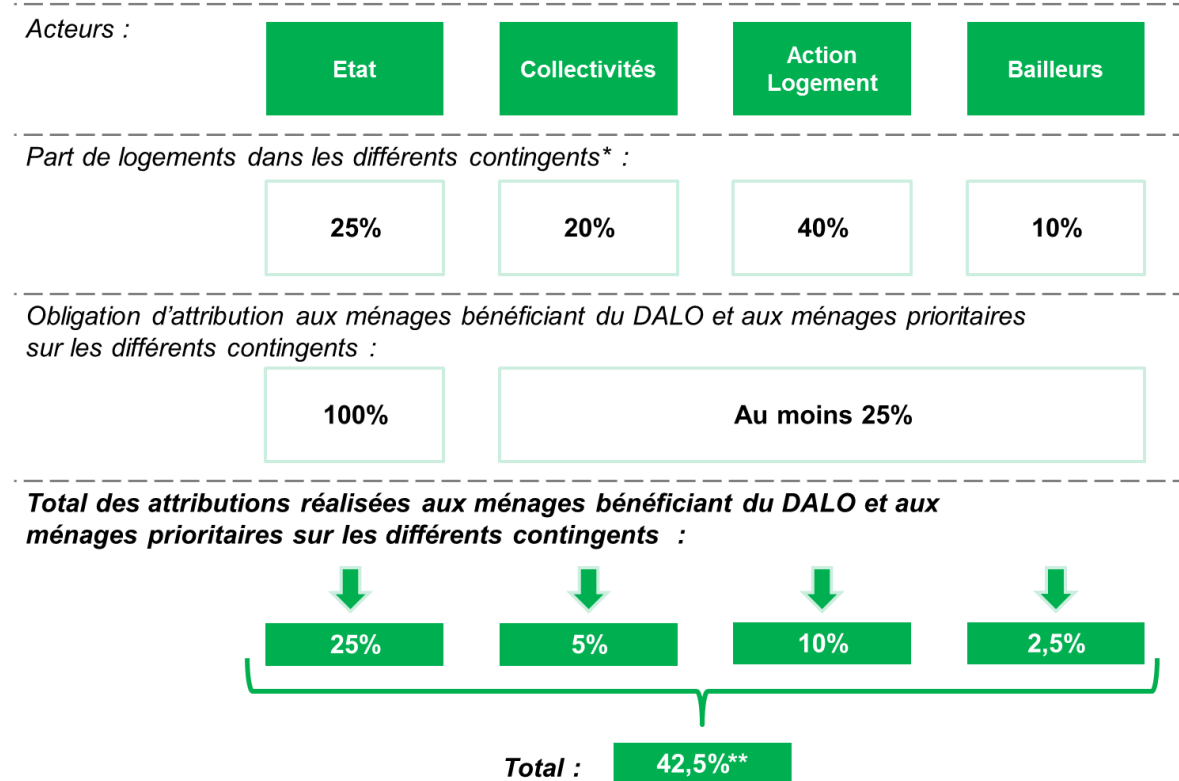 Acteurs :
Etat
Collectivités
Action
Logement
Bailleurs
Part de logements dans les différents contingents* :
25%
20%
40%
10%
Obligation d'attribution aux ménages bénéficiant du DALO et aux ménages prioritaires
sur les différents contingents :
100%
Au moins 25%
Total des attributions réalisées aux ménages bénéficiant du DALO et aux
ménages prioritaires sur les différents contingents :
25%
5%
10%
2,5%
Total :
42,5%**